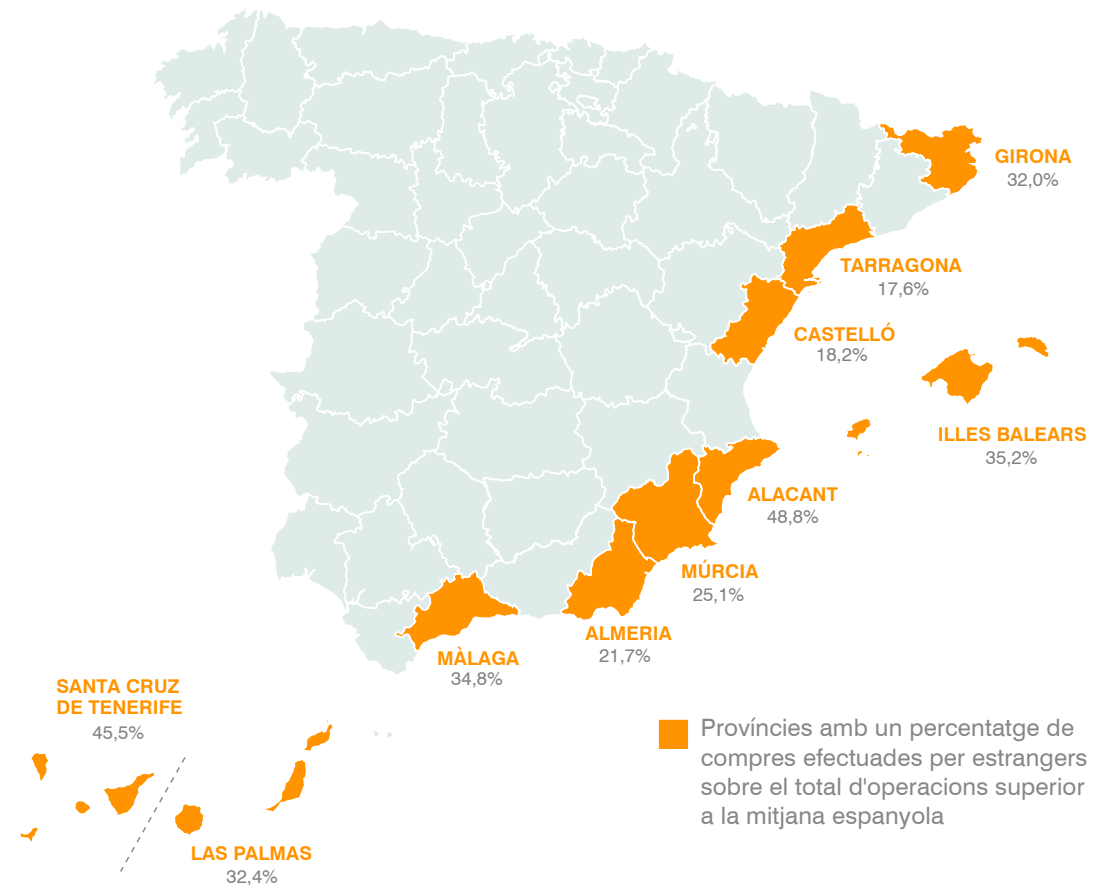 GIRONA
32,0%
TARRAGONA
17,6%
CASTELLÓ
18,2%
ILLES BALEARS
35,2%
ALACANT
48,8%
MÚRCIA
25,1%
ALMERIA
21,7%
MÀLAGA
34,8%
SANTA CRUZ
DE TENERIFE
45,5%
LAS PALMAS
32,4%
Províncies amb un percentatge de
compres efectuades per estrangers
sobre el total d'operacions superior
a la mitjana espanyola